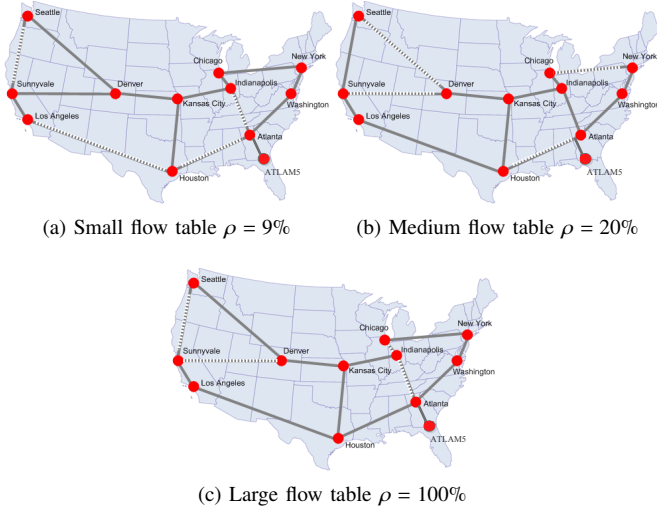 Seattle
Chicago
New York
Sunnyvale
Denver
Indianapolis
Kansas City
Washington
Los Angeles
Atlanta
Houston
ATLAM5
(a) Small flow table ρ = 9%
Seattle
Chicago
New York
Sunnyvale
Denver
Indianapolis
Kansas City
Washington
Los Angeles
Atlanta
Houston
ATLAM5
(b) Medium flow table ρ = 20%
Seattle
Chicago
New York
Sunnyvale
Denver
Indianapolis
Kansas City
Washington
Los Angeles
Atlanta
Houston
ATLAM5
(c) Large flow table ρ = 100%